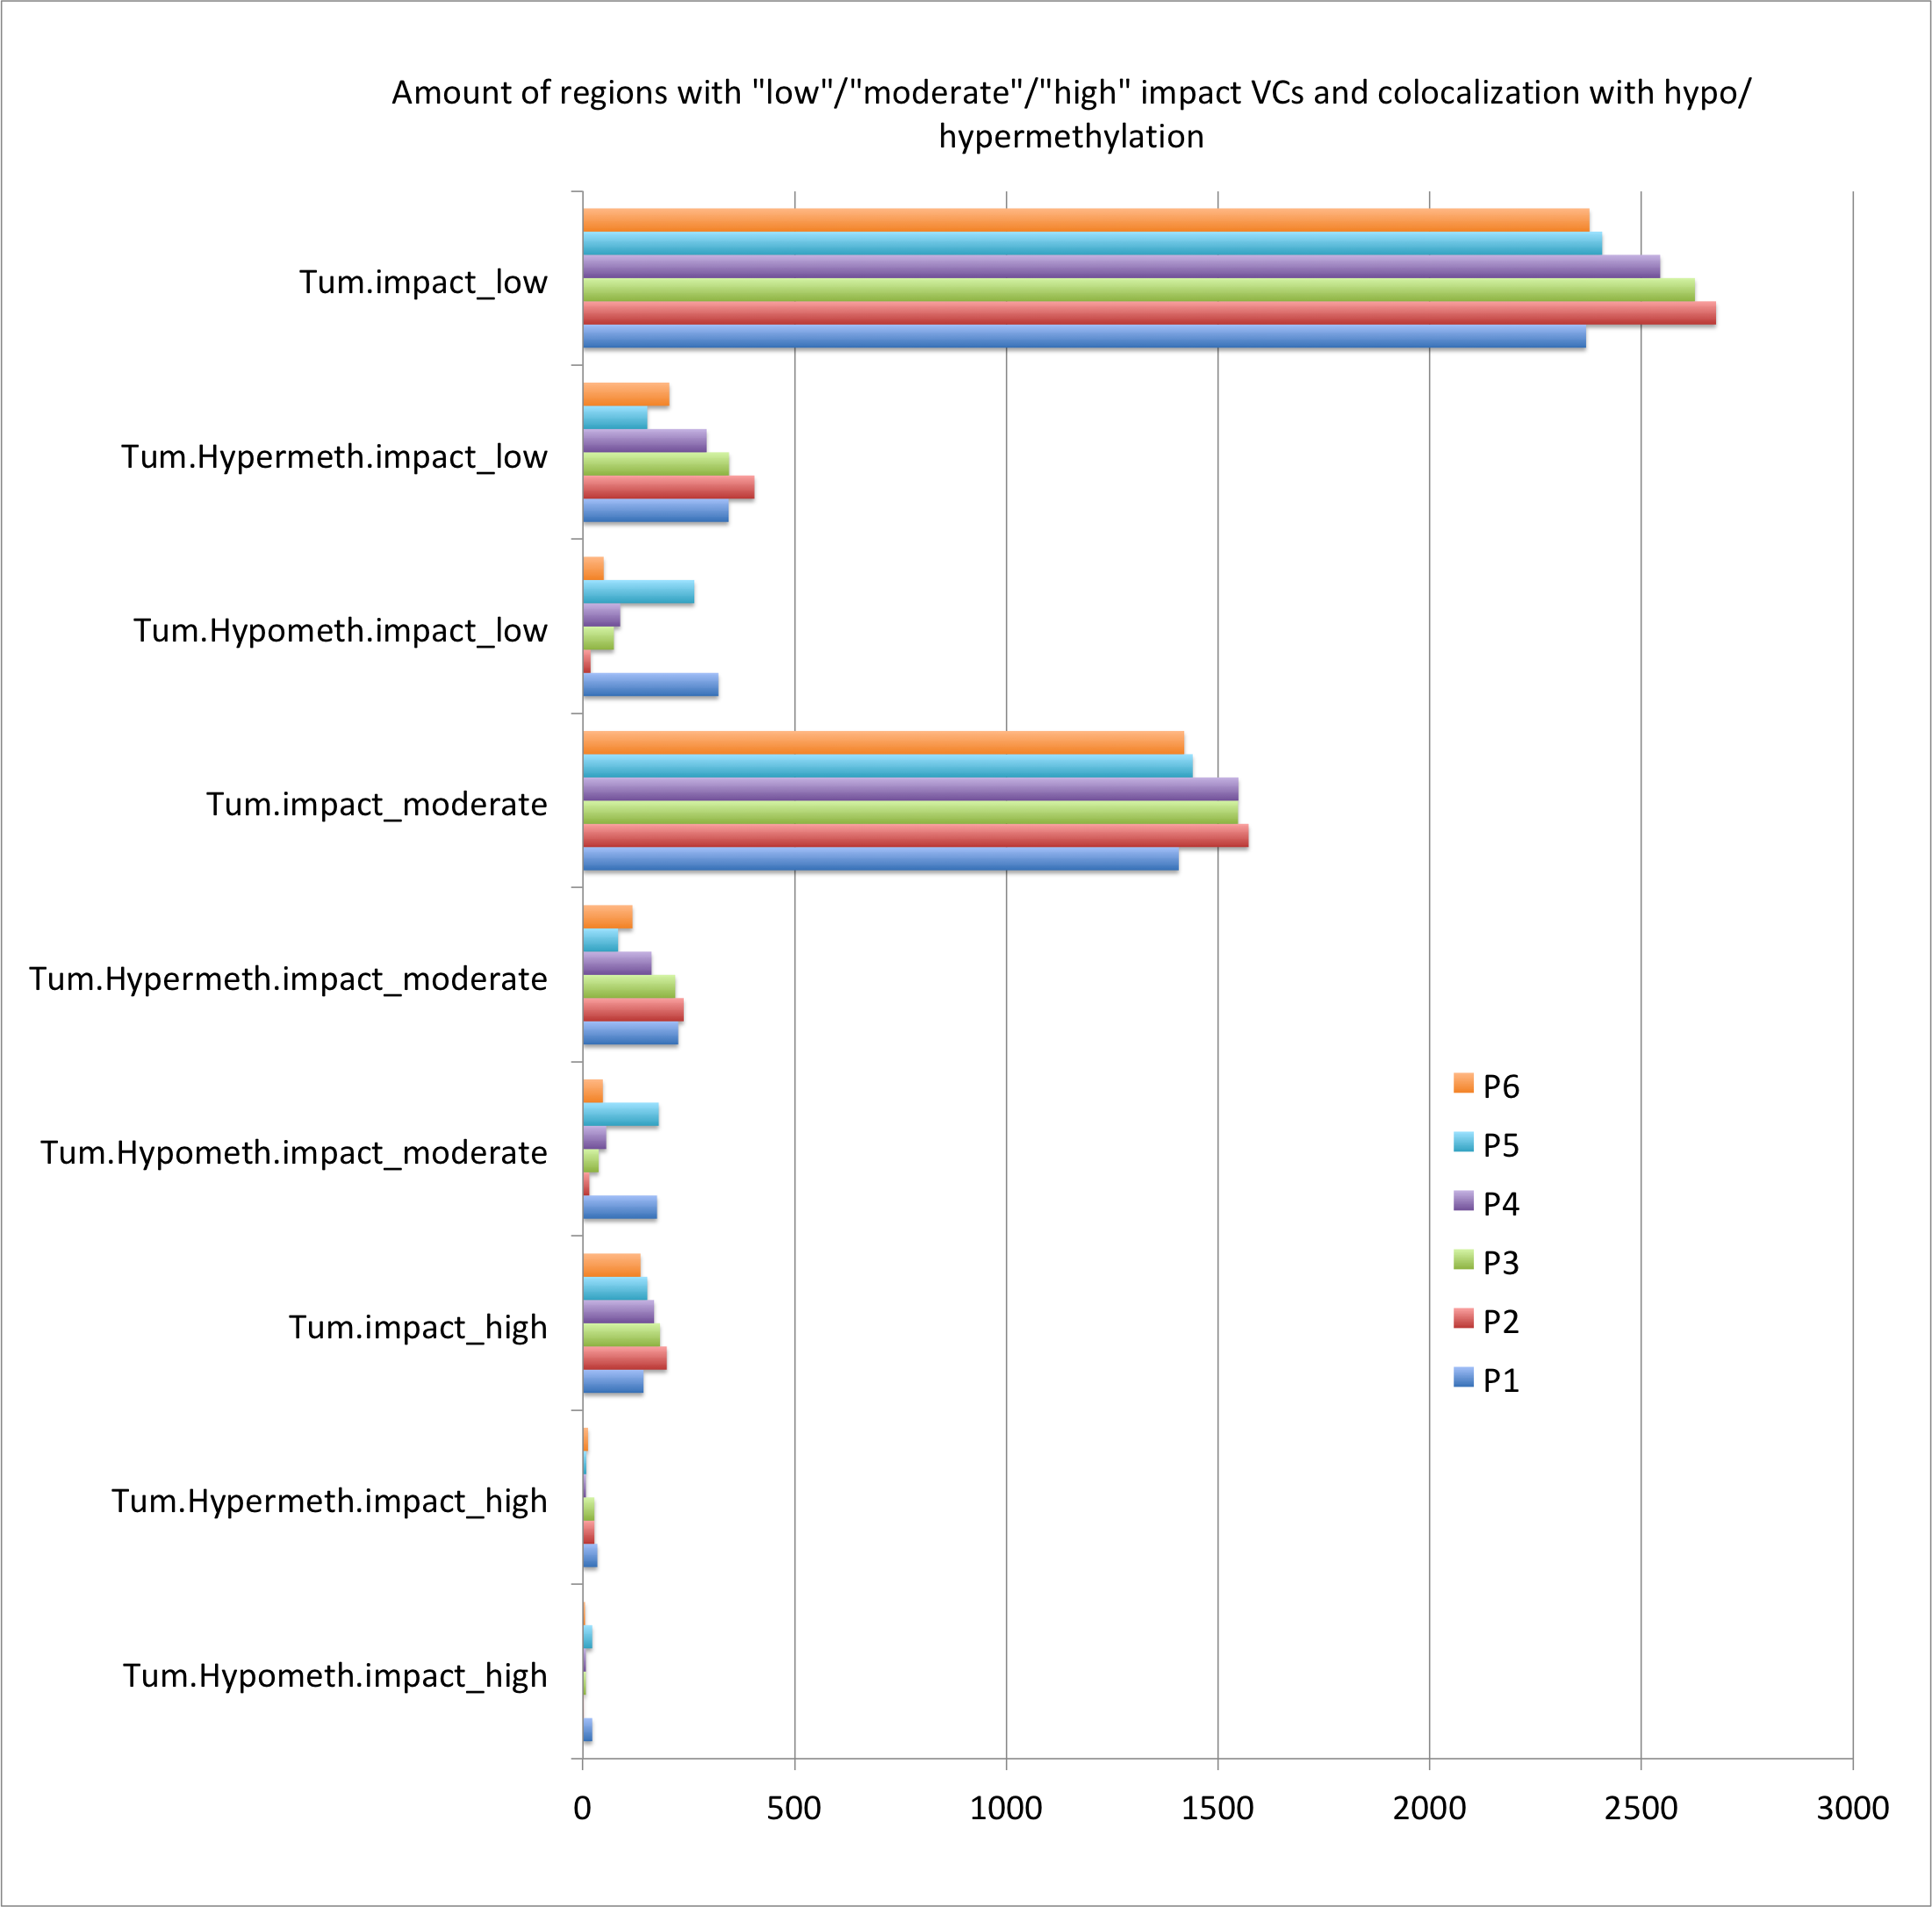 Amount of regions with "low"/"moderate"/"high" impact VCs and colocalization with hypo/
hypermethylation
Tum.impact_low
Tum.Hypermeth.impact_low
Tum.Hypometh.impact_low
Tum.impact_moderate
Tum.Hypermeth.impact_moderate
Tum.Hypometh.impact_moderate
Tum.impact_high
Tum.Hypermeth.impact_high
Tum.Hypometh.impact_high
P6
P5
P4
P3
P2
P1
0 500 1000 1500 2000 2500 3000